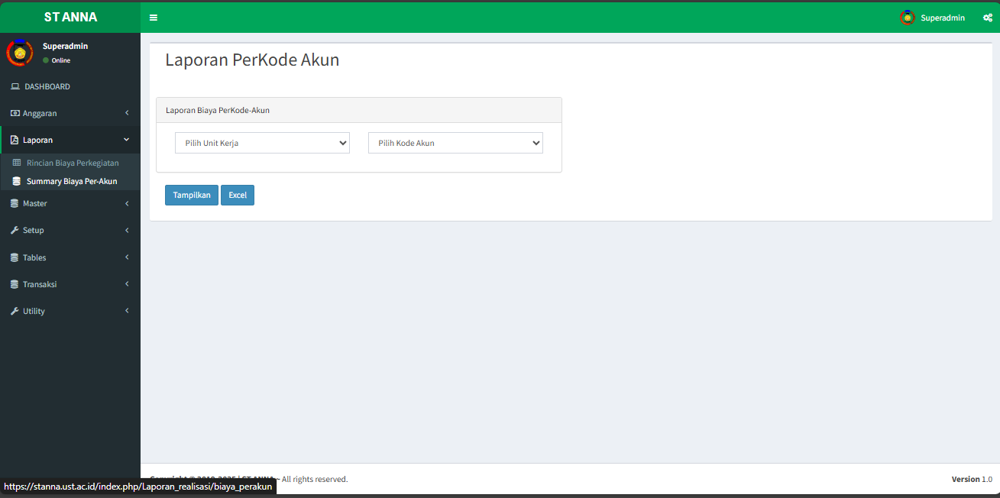 ST ANNA
Superadmin
Superadmin
Online
DASHBOARD
Anggaran
Laporan
Rincian Biaya Perkegiatan
Summary Biaya Per-Akun
Master
Setup
Tables
Transaksi
Utility
Laporan PerKode Akun
Laporan Biaya PerKode-Akun
Pilih Unit Kerja
Pilih Kode Akun
Tampilkan
Excel
~ All rights reserved.
Version 1.0
https://stanna.ust.ac.id/index.php/Laporan_realisasi/biaya_perakun